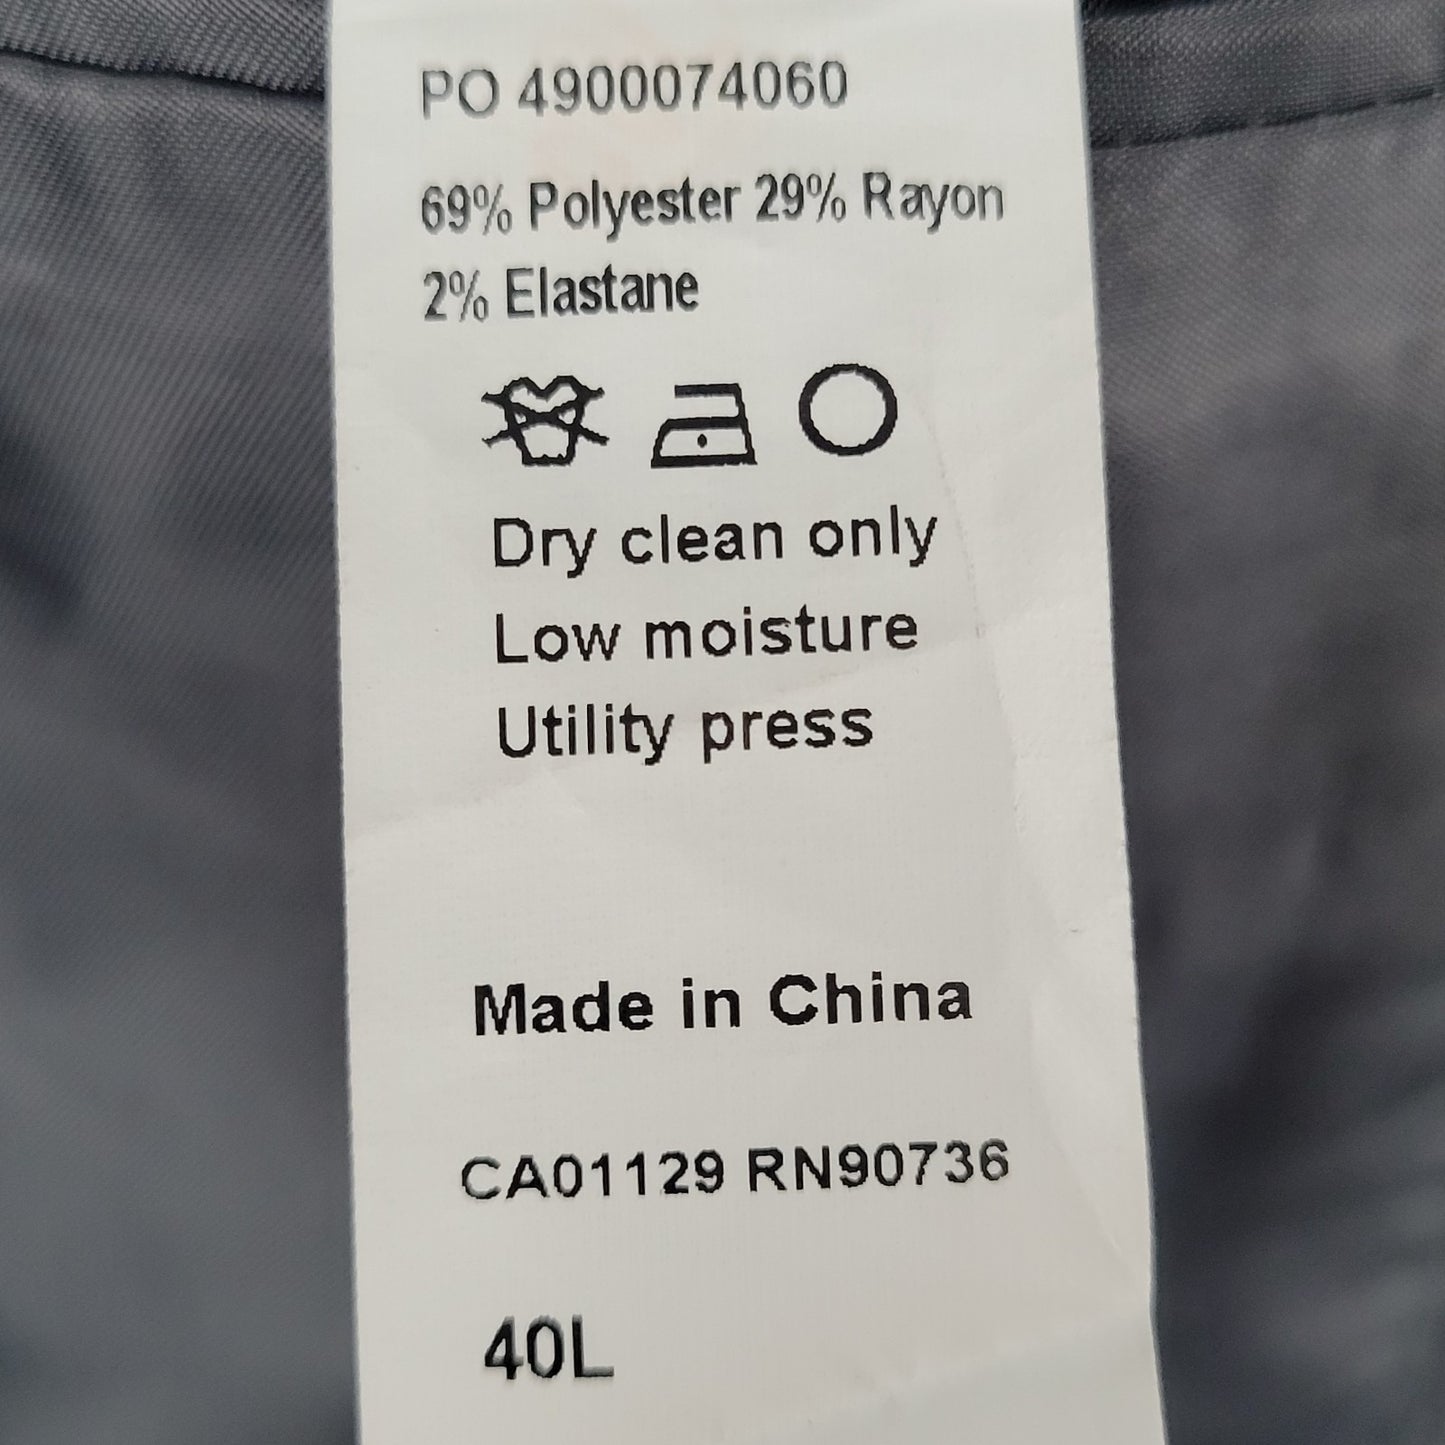 PO 4900074060
69% Polyester 29% Rayon
2% Elastane
Dry clean only
Low moisture
Utility press
Made in China
CA01129 RN90736
40L